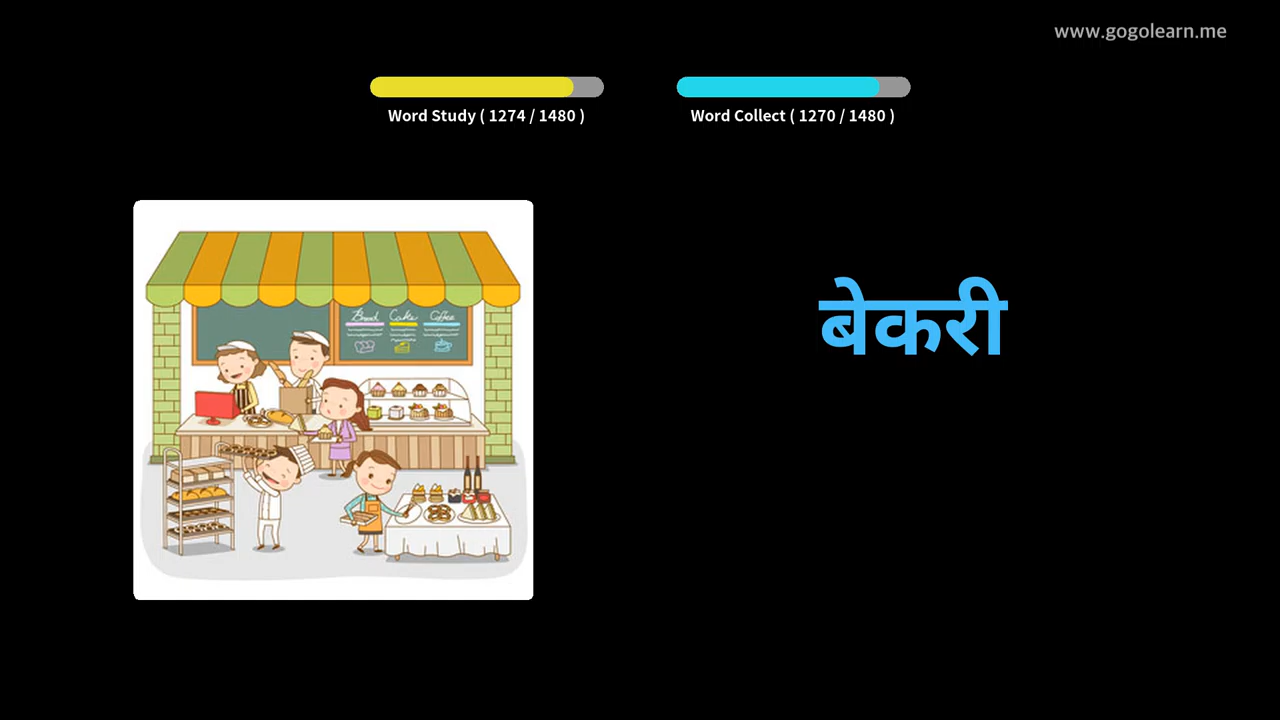 www.gogolearn.me
Word Study ( 1274 / 1480 )
Word Collect ( 1270 / 1480 )
Bread Cake Coffee
बेकरी